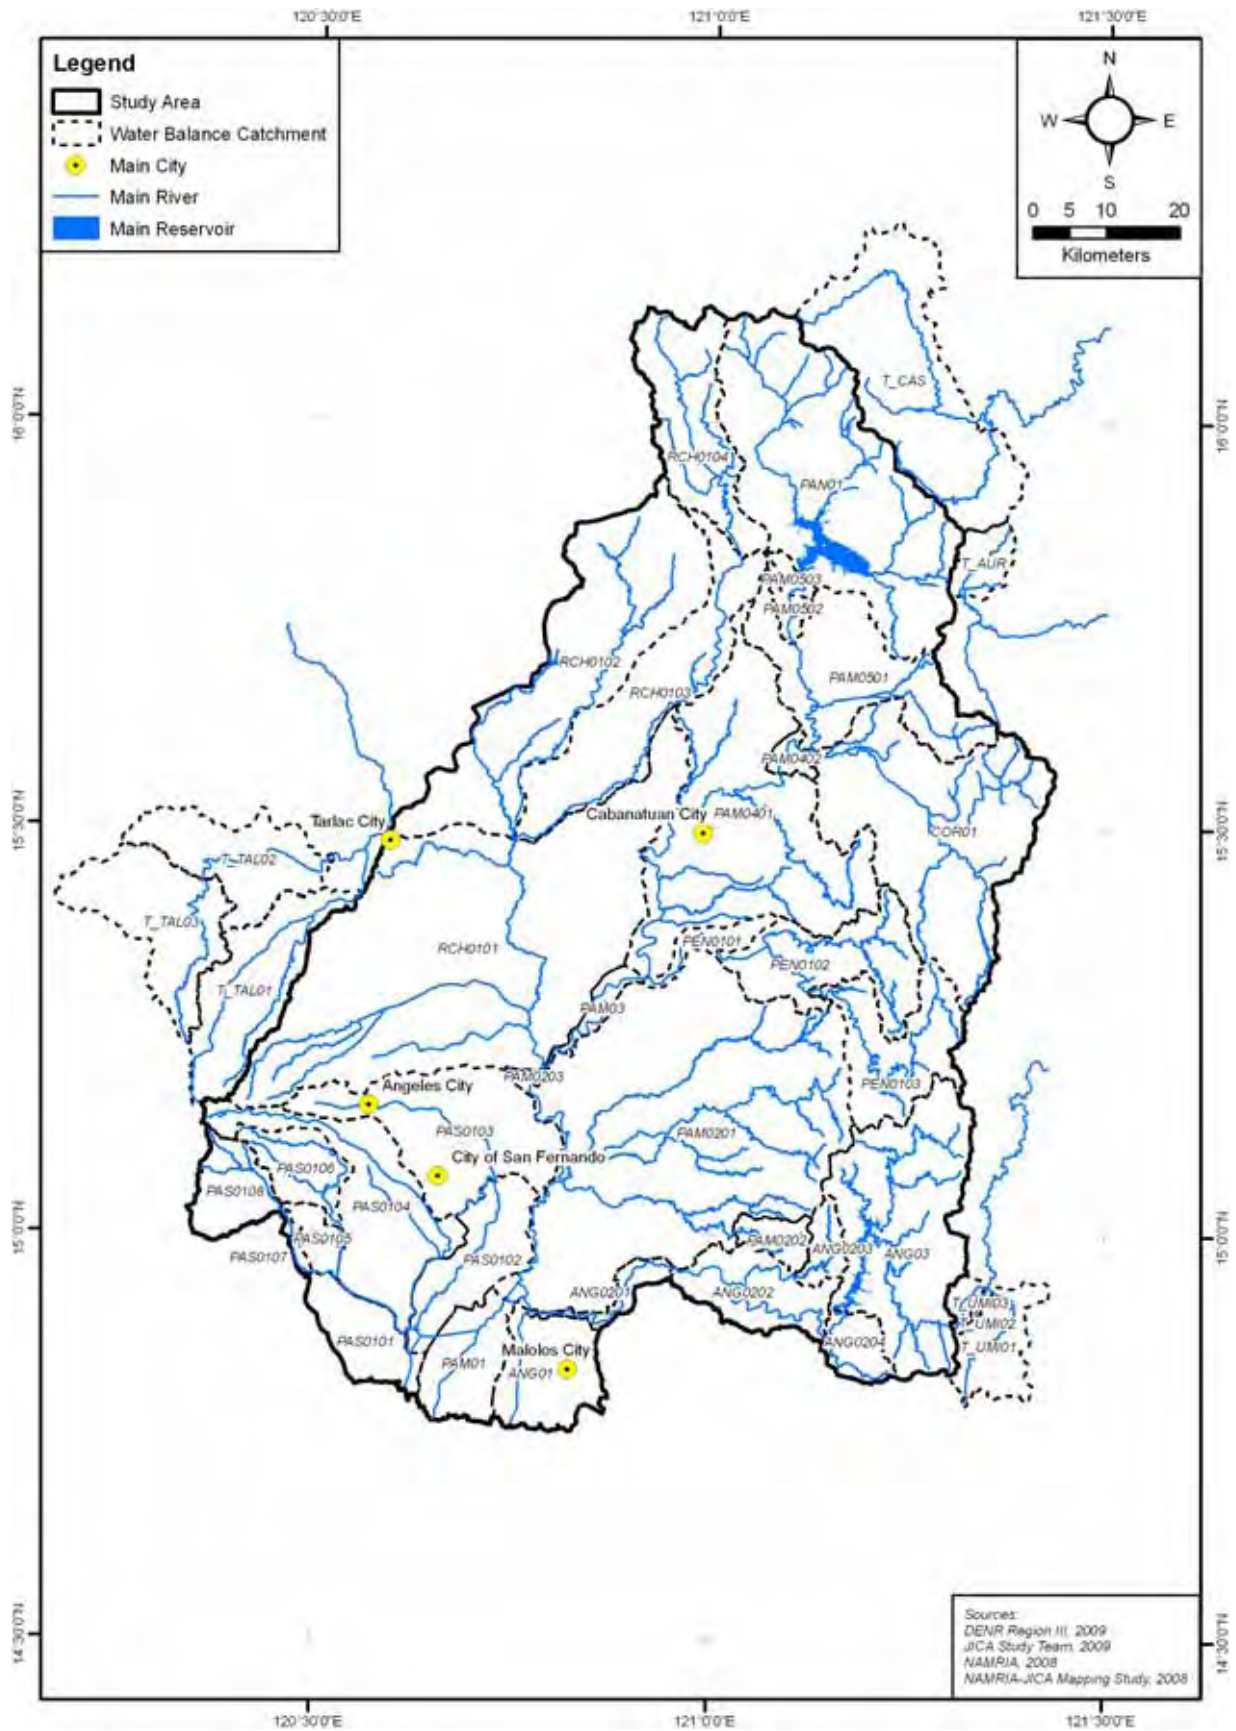 120°30'0"E
121°0'0"E
121°30'0"E
Legend
Study Area
Water Balance Catchment
Main City
Main River
Main Reservoir
N
W
E
S
0 5 10 20
Kilometers
T_CAS
16°0'0"N
16°0'0"N
RCH0104
PAN01
T_AUR
PAM0503
PAM0502
RCH0102
PAM0501
RCH0103
PAM0402
Tarlac City
Cabanatuan City
PAM0401
15°30'0"N
15°30'0"N
COR01
T_TAL02
T_TAL03
RCH0101
PEN0101
PEN0102
T_TAL01
PAM03
PAM0203
Angeles City
PEN0103
PAS0103
PAM0201
City of San Fernando
PAS0106
PAS0108
PAS0104
15°0'0"N
15°0'0"N
PAS0105
PAM0202
ANG0203
ANG03
PAS0107
PAS0102
ANG0201
ANG0202
T_UMI03
T_UMI02
PAS0101
ANG0204
T_UMI01
Malolos City
PAM01
ANG01
14°30'0"N
14°30'0"N
Sources:
DENR Region III, 2009
JICA Study Team, 2009
NAMRIA, 2008
NAMRIA-JICA Mapping Study, 2008
120°30'0"E
121°0'0"E
121°30'0"E